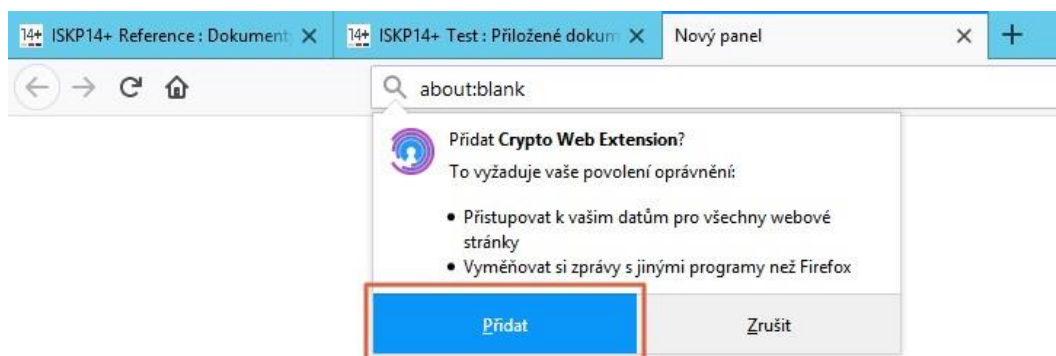 14+ ISKP14+ Reference : Dokument
14+ ISKP14+ Test : Přiložené dokum
Nový panel
about:blank
Přidat Crypto Web Extension?
To vyžaduje vaše povolení oprávnění:
• Přistupovat k vašim datům pro všechny webové
stránky
• Vyměňovat si zprávy s jinými programy než Firefox
Přidat
Zrušit